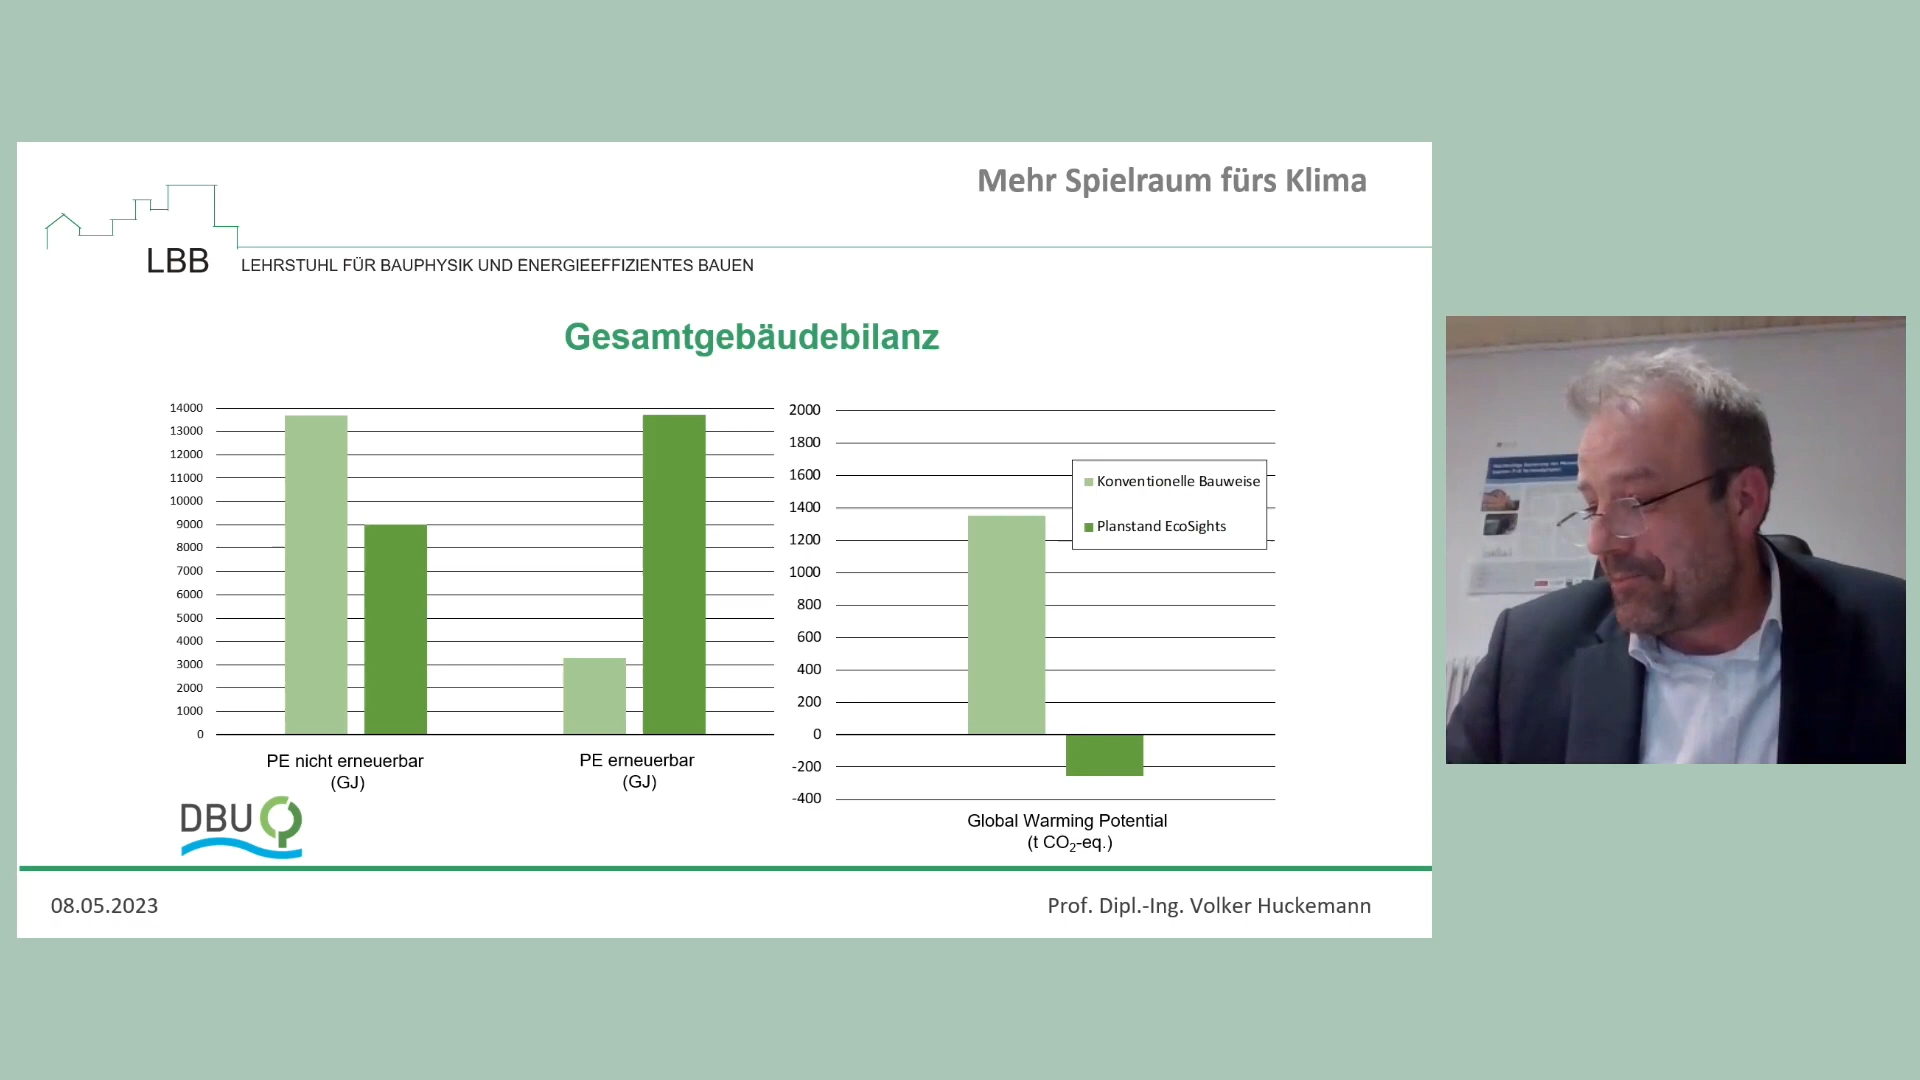 Mehr Spielraum fürs Klima
LBB
LEHRSTUHL FÜR BAUPHYSIK UND ENERGIEEFFIZIENTES BAUEN
Gesamtgebäudebilanz
14000
13000
12000
11000
10000
9000
8000
7000
6000
5000
4000
3000
2000
1000
0
PE nicht erneuerbar
(GJ)
PE erneuerbar
(GJ)
2000
1800
1600
1400
1200
1000
800
600
400
200
0
-200
-400
Konventionelle Bauweise
Planstand EcoSights
Global Warming Potential
(t CO₂-eq.)
DBU
08.05.2023
Prof. Dipl.-Ing. Volker Huckemann